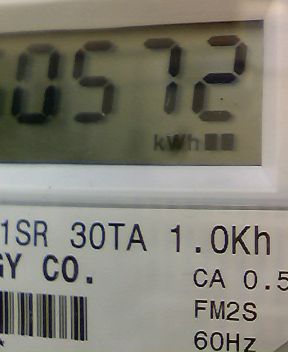 0572
kWh
1SR 30TA 1.0Kh
GY CO.
CA 0.5
FM2S
60Hz